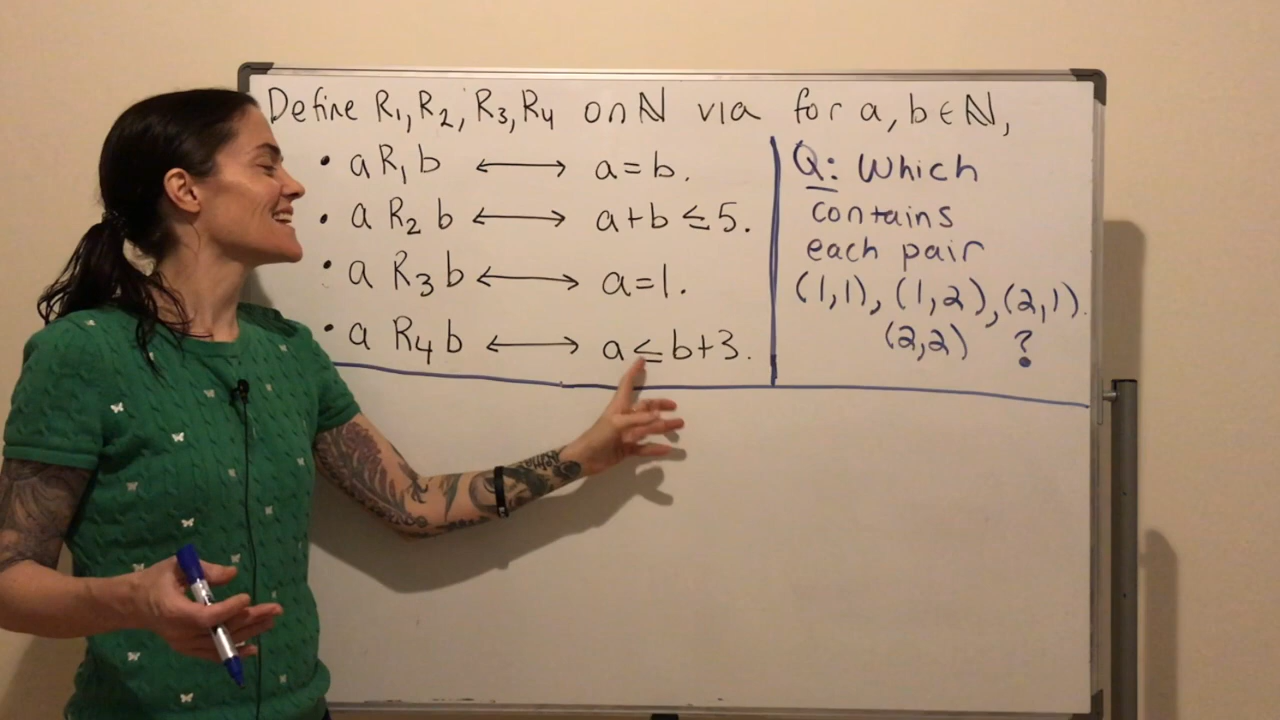 Define R₁, R₂, R₃, R₄ on ℕ via for a, b ∈ ℕ,
• a R₁ b ⟷ a = b.
• a R₂ b ⟷ a + b ≤ 5.
• a R₃ b ⟷ a = 1.
• a R₄ b ⟷ a ≤ b + 3.
Q: Which
contains
each pair
(1,1), (1,2), (2,1)
(2,2) ?